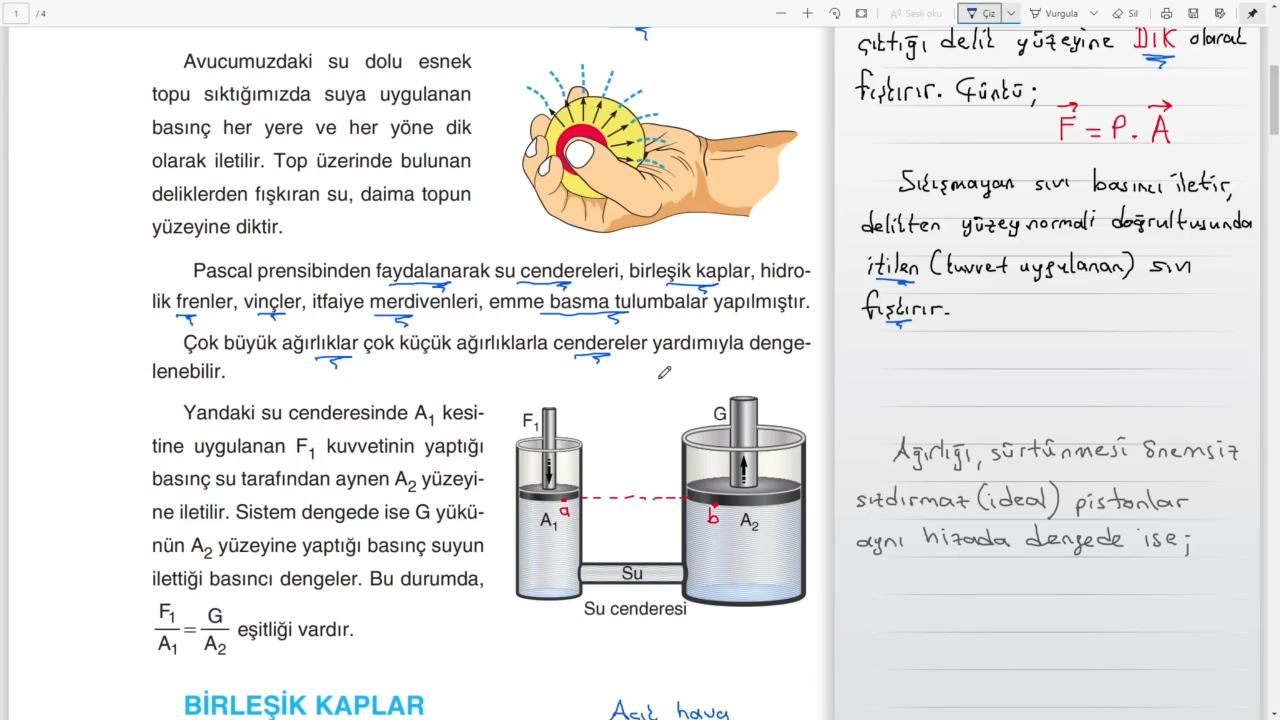 1 / 4
Sesli oku
Çiz
Vurgula
Sil
Avucumuzdaki su dolu esnek
topu sıktığımızda suya uygulanan
basınç her yere ve her yöne dik
olarak iletilir. Top üzerinde bulunan
deliklerden fışkıran su, daima topun
yüzeyine diktir.
Pascal prensibinden faydalanarak su cendereleri, birleşik kaplar, hidro-
lik frenler, vinçler, itfaiye merdivenleri, emme basma tulumbalar yapılmıştır.
Çok büyük ağırlıklar çok küçük ağırlıklarla cendereler yardımıyla denge-
lenebilir.
Yandaki su cenderesinde A₁ kesi-
tine uygulanan F₁ kuvvetinin yaptığı
basınç su tarafından aynen A₂ yüzeyi-
ne iletilir. Sistem dengede ise G yükü-
nün A₂ yüzeyine yaptığı basınç suyun
ilettiği basıncı dengeler. Bu durumda,
F₁/A₁ = G/A₂ eşitliği vardır.
F₁
G
a
b
A₁
A₂
Su
Su cenderesi
BİRLEŞİK KAPLAR
Açık hava
çıktığı delik yüzeyine DİK olarak
fıştırır. Çünkü;
F = P . A
Sıkışmayan sıvı basıncı iletir,
delikten yüzey normali doğrultusunda
itilen (kuvvet uygulanan) sıvı
fıştırır.
Ağırlığı, sürtünmesi önemsiz
sızdırmaz (ideal) pistonlar
aynı hizada dengede ise;